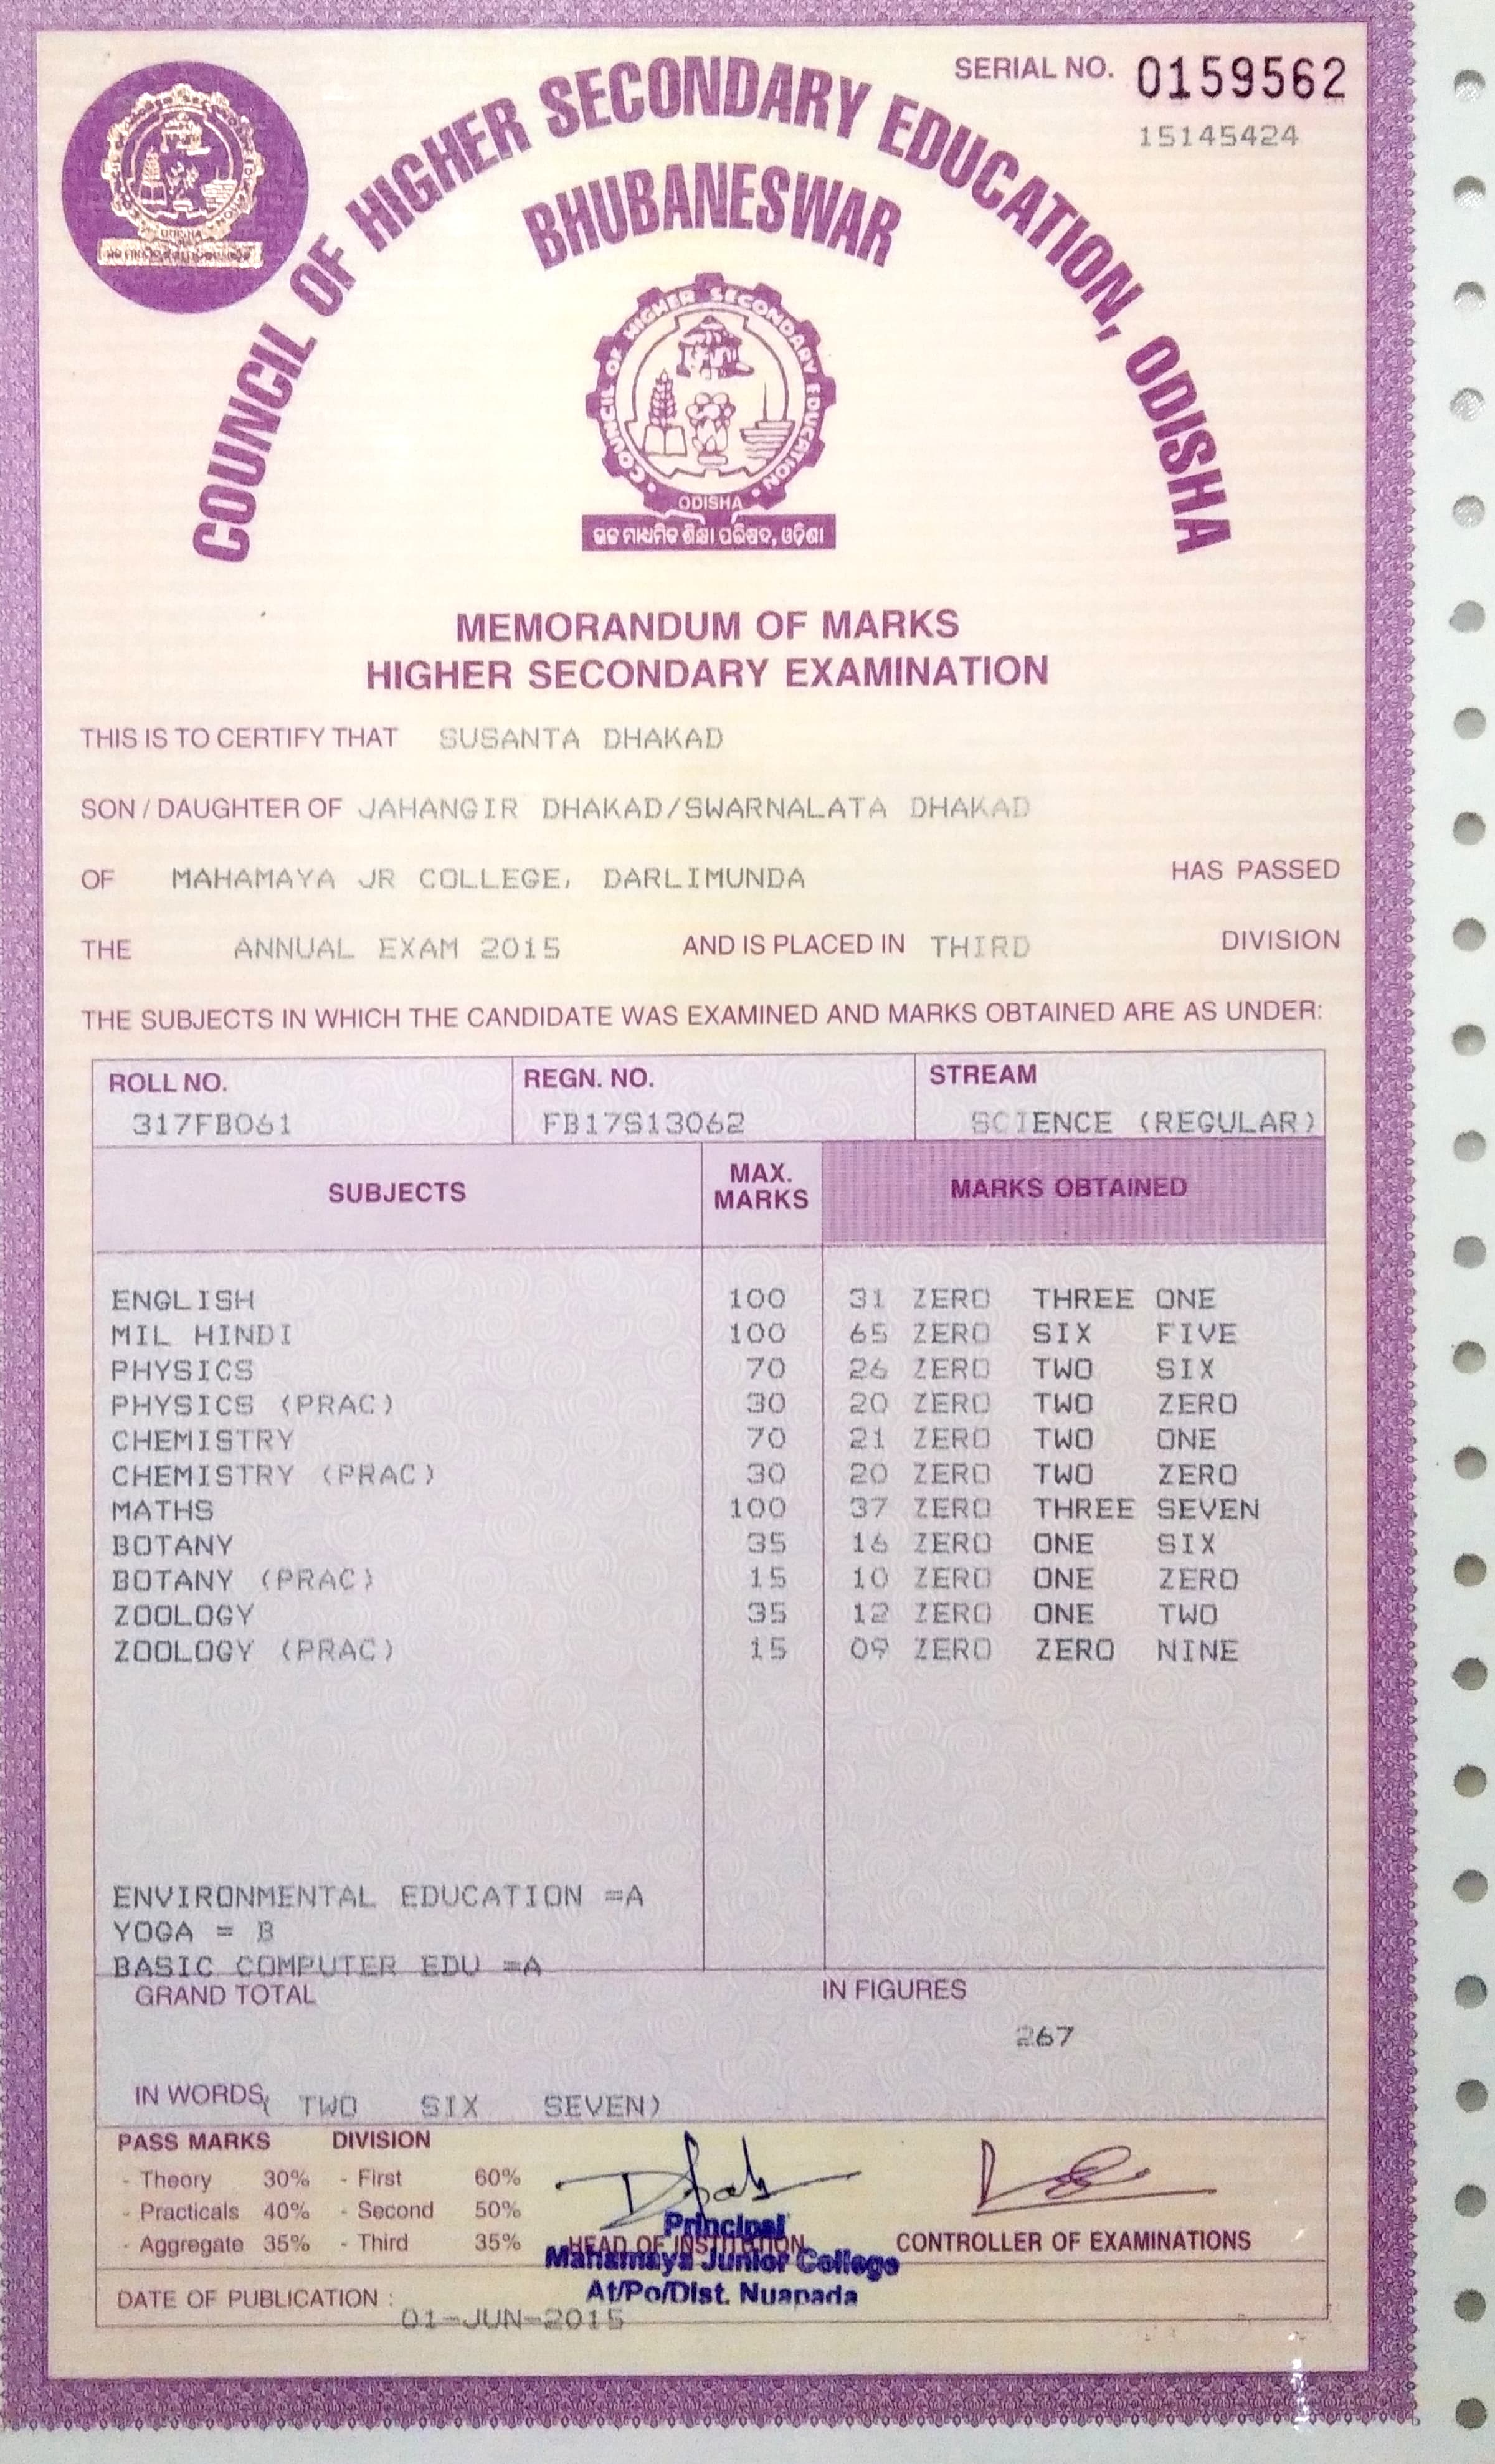 SERIAL NO. 0159562
15145424
COUNCIL OF HIGHER SECONDARY EDUCATION, ODISHA
BHUBANESWAR
COUNCIL OF HIGHER SECONDARY EDUCATION
ODISHA
ଉଚ୍ଚ ମାଧ୍ୟମିକ ଶିକ୍ଷା ପରିଷଦ, ଓଡ଼ିଶା
MEMORANDUM OF MARKS
HIGHER SECONDARY EXAMINATION
THIS IS TO CERTIFY THAT SUSANTA DHAKAD
SON / DAUGHTER OF JAHANGIR DHAKAD/SWARNALATA DHAKAD
OF MAHAMAYA JR COLLEGE, DARLIMUNDA HAS PASSED
THE ANNUAL EXAM 2015 AND IS PLACED IN THIRD DIVISION
THE SUBJECTS IN WHICH THE CANDIDATE WAS EXAMINED AND MARKS OBTAINED ARE AS UNDER:
ROLL NO. REGN. NO. STREAM
317FB061 FB17S13062 SCIENCE (REGULAR)
SUBJECTS MAX. MARKS MARKS OBTAINED
ENGLISH 100 31 ZERO THREE ONE
MIL HINDI 100 65 ZERO SIX FIVE
PHYSICS 70 26 ZERO TWO SIX
PHYSICS (PRAC) 30 20 ZERO TWO ZERO
CHEMISTRY 70 21 ZERO TWO ONE
CHEMISTRY (PRAC) 30 20 ZERO TWO ZERO
MATHS 100 37 ZERO THREE SEVEN
BOTANY 35 16 ZERO ONE SIX
BOTANY (PRAC) 15 10 ZERO ONE ZERO
ZOOLOGY 35 12 ZERO ONE TWO
ZOOLOGY (PRAC) 15 09 ZERO ZERO NINE
ENVIRONMENTAL EDUCATION =A
YOGA = B
BASIC COMPUTER EDU =A
GRAND TOTAL IN FIGURES
267
IN WORDS ( TWO SIX SEVEN)
PASS MARKS DIVISION
- Theory 30% - First 60%
- Practicals 40% - Second 50%
- Aggregate 35% - Third 35%
HEAD OF INSTITUTION CONTROLLER OF EXAMINATIONS
Principal
Mahamaya Junior College
At/Po/Dist. Nuapada
DATE OF PUBLICATION :
01-JUN-2015